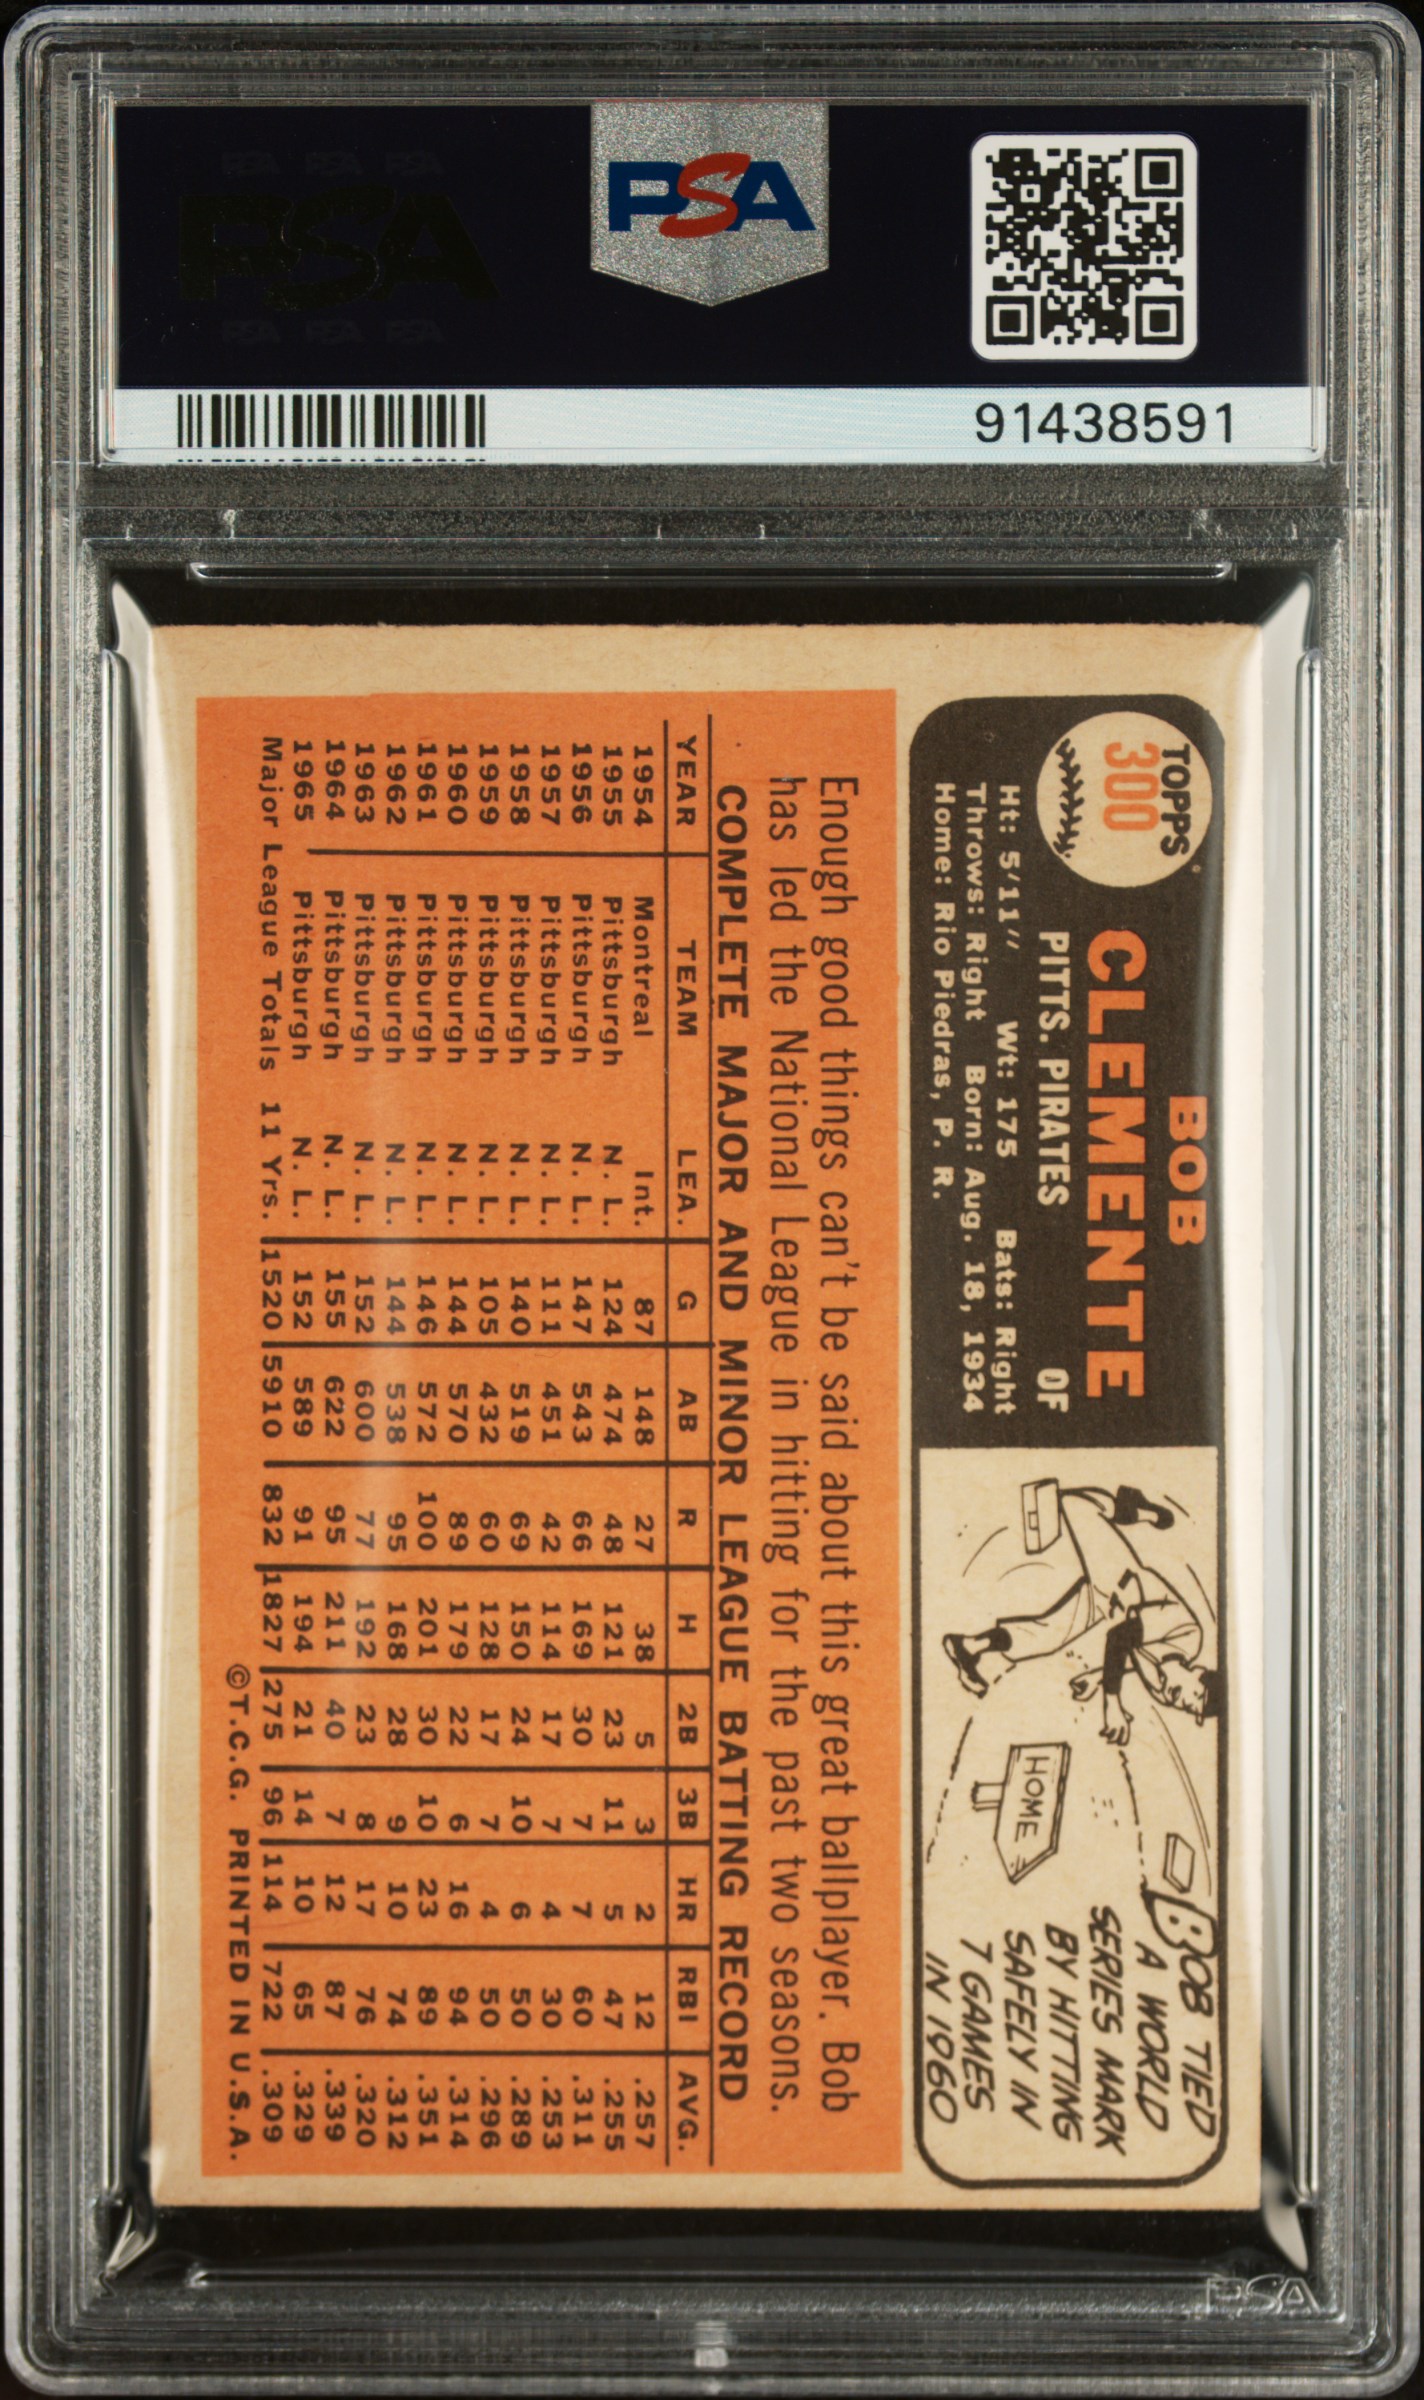 PSA PSA PSA
PSA
PSA PSA PSA
PSA
91438591
TOPPS
300
BOB
CLEMENTE
PITTS. PIRATES OF
Ht: 5'11" Wt: 175 Bats: Right
Throws: Right Born: Aug. 18, 1934
Home: Rio Piedras, P. R.
HOME
BOB TIED
A WORLD
SERIES MARK
BY HITTING
SAFELY IN
7 GAMES
IN 1960
Enough good things can't be said about this great ballplayer. Bob
has led the National League in hitting for the past two seasons.
COMPLETE MAJOR AND MINOR LEAGUE BATTING RECORD
YEAR TEAM LEA. G AB R H 2B 3B HR RBI AVG.
1954 Montreal Int. 87 148 27 38 5 3 2 12 .257
1955 Pittsburgh N. L. 124 474 48 121 23 11 5 47 .255
1956 Pittsburgh N. L. 147 543 66 169 30 7 7 60 .311
1957 Pittsburgh N. L. 111 451 42 114 17 7 4 30 .253
1958 Pittsburgh N. L. 140 519 69 150 24 10 6 50 .289
1959 Pittsburgh N. L. 105 432 60 128 17 7 4 50 .296
1960 Pittsburgh N. L. 144 570 89 179 22 6 16 94 .314
1961 Pittsburgh N. L. 146 572 100 201 30 10 23 89 .351
1962 Pittsburgh N. L. 144 538 95 168 28 9 10 74 .312
1963 Pittsburgh N. L. 152 600 77 192 23 8 17 76 .320
1964 Pittsburgh N. L. 155 622 95 211 40 7 12 87 .339
1965 Pittsburgh N. L. 152 589 91 194 21 14 10 65 .329
Major League Totals 11 Yrs. 1520 5910 832 1827 275 96 114 722 .309
©T.C.G. PRINTED IN U.S.A.
PSA